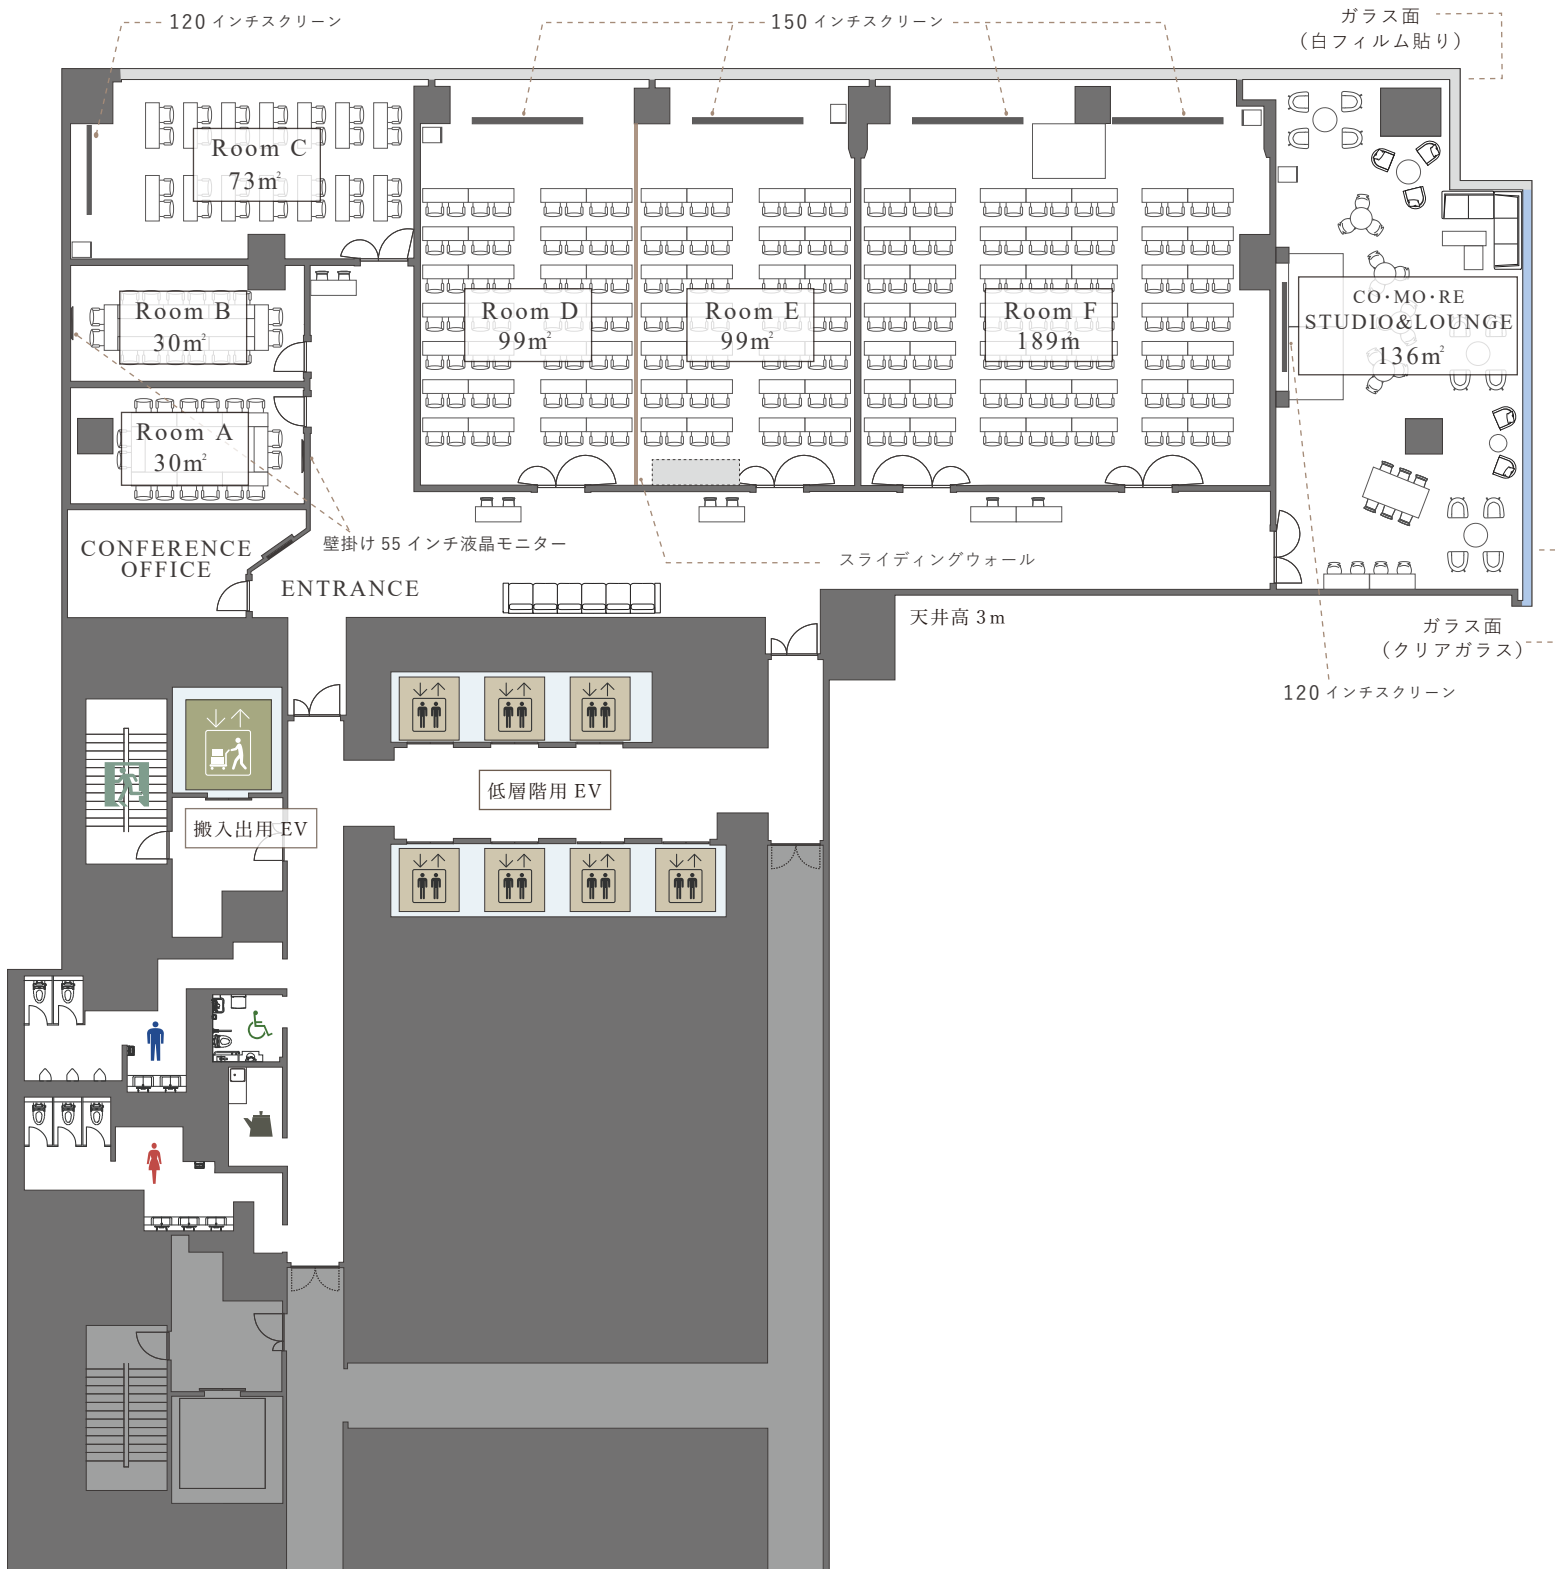 120 インチスクリーン
150 インチスクリーン
ガラス面
（白フィルム貼り）
Room C
73㎡
Room B
30㎡
Room D
99㎡
Room E
99㎡
Room F
189㎡
CO・MO・RE
STUDIO&LOUNGE
136㎡
Room A
30㎡
CONFERENCE
OFFICE
壁掛け 55 インチ液晶モニター
スライディングウォール
ENTRANCE
天井高 3m
ガラス面
（クリアガラス）
120 インチスクリーン
低層階用 EV
搬入出用 EV